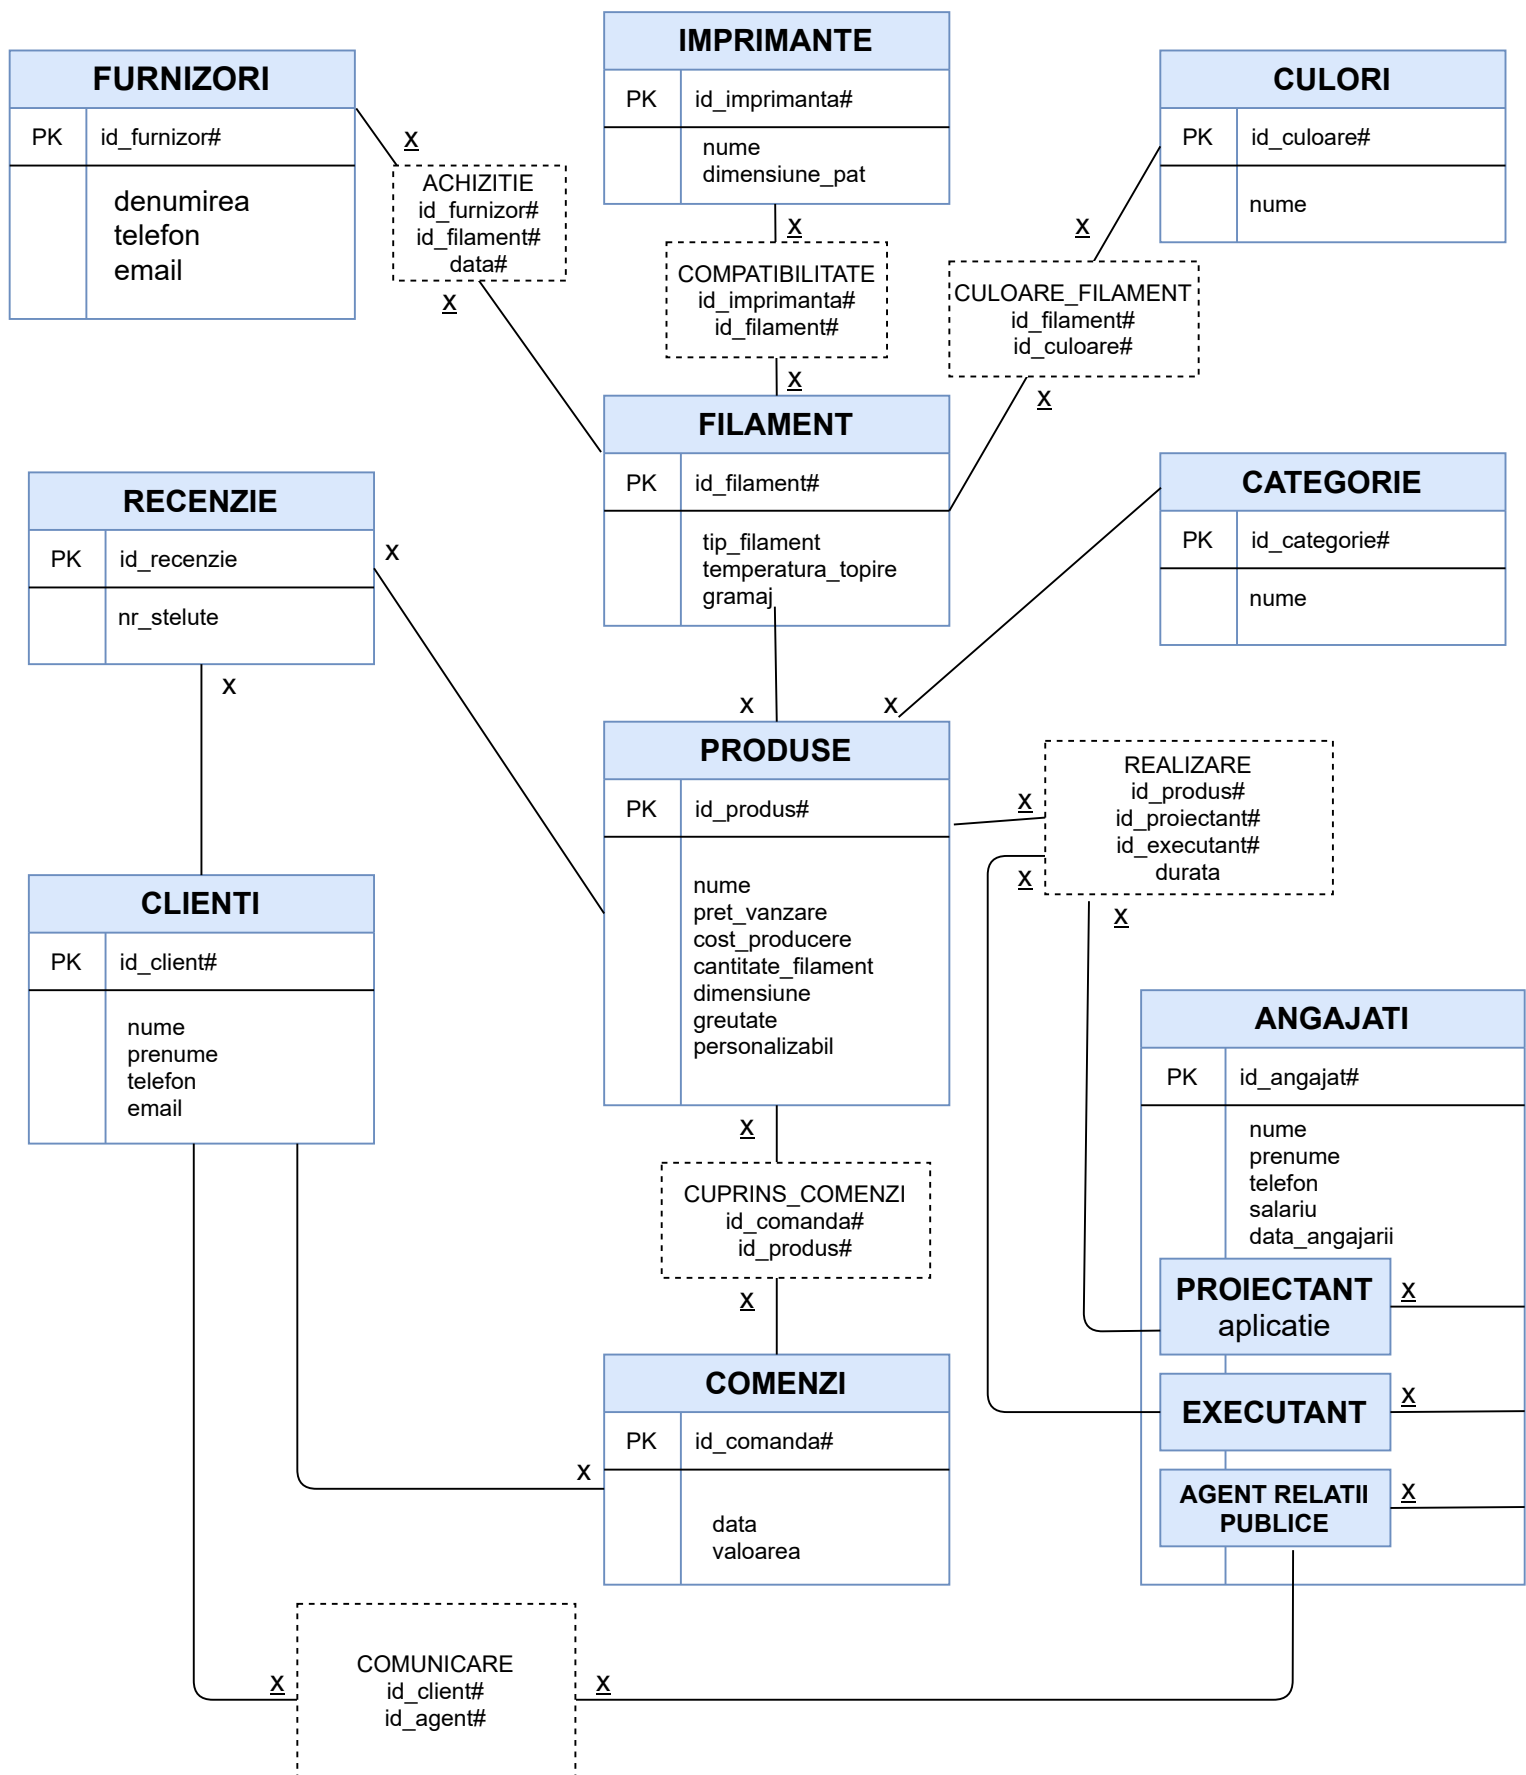 IMPRIMANTE
PK id_imprimanta#
nume
dimensiune_pat
FURNIZORI
PK id_furnizor#
denumirea
telefon
email
CULORI
PK id_culoare#
nume
X
ACHIZITIE
id_furnizor#
id_filament#
data#
X
X
COMPATIBILITATE
id_imprimanta#
id_filament#
X
X
CULOARE_FILAMENT
id_filament#
id_culoare#
X
FILAMENT
PK id_filament#
tip_filament
temperatura_topire
gramaj
RECENZIE
PK id_recenzie
nr_stelute
X
X
CATEGORIE
PK id_categorie#
nume
X
X
PRODUSE
PK id_produs#
nume
pret_vanzare
cost_producere
cantitate_filament
dimensiune
greutate
personalizabil
X
REALIZARE
id_produs#
id_proiectant#
id_executant#
durata
X
X
CLIENTI
PK id_client#
nume
prenume
telefon
email
ANGAJATI
PK id_angajat#
nume
prenume
telefon
salariu
data_angajarii
PROIECTANT
aplicatie
X
EXECUTANT
X
AGENT RELATII
PUBLICE
X
X
CUPRINS_COMENZI
id_comanda#
id_produs#
X
COMENZI
PK id_comanda#
data
valoarea
X
X
COMUNICARE
id_client#
id_agent#
X